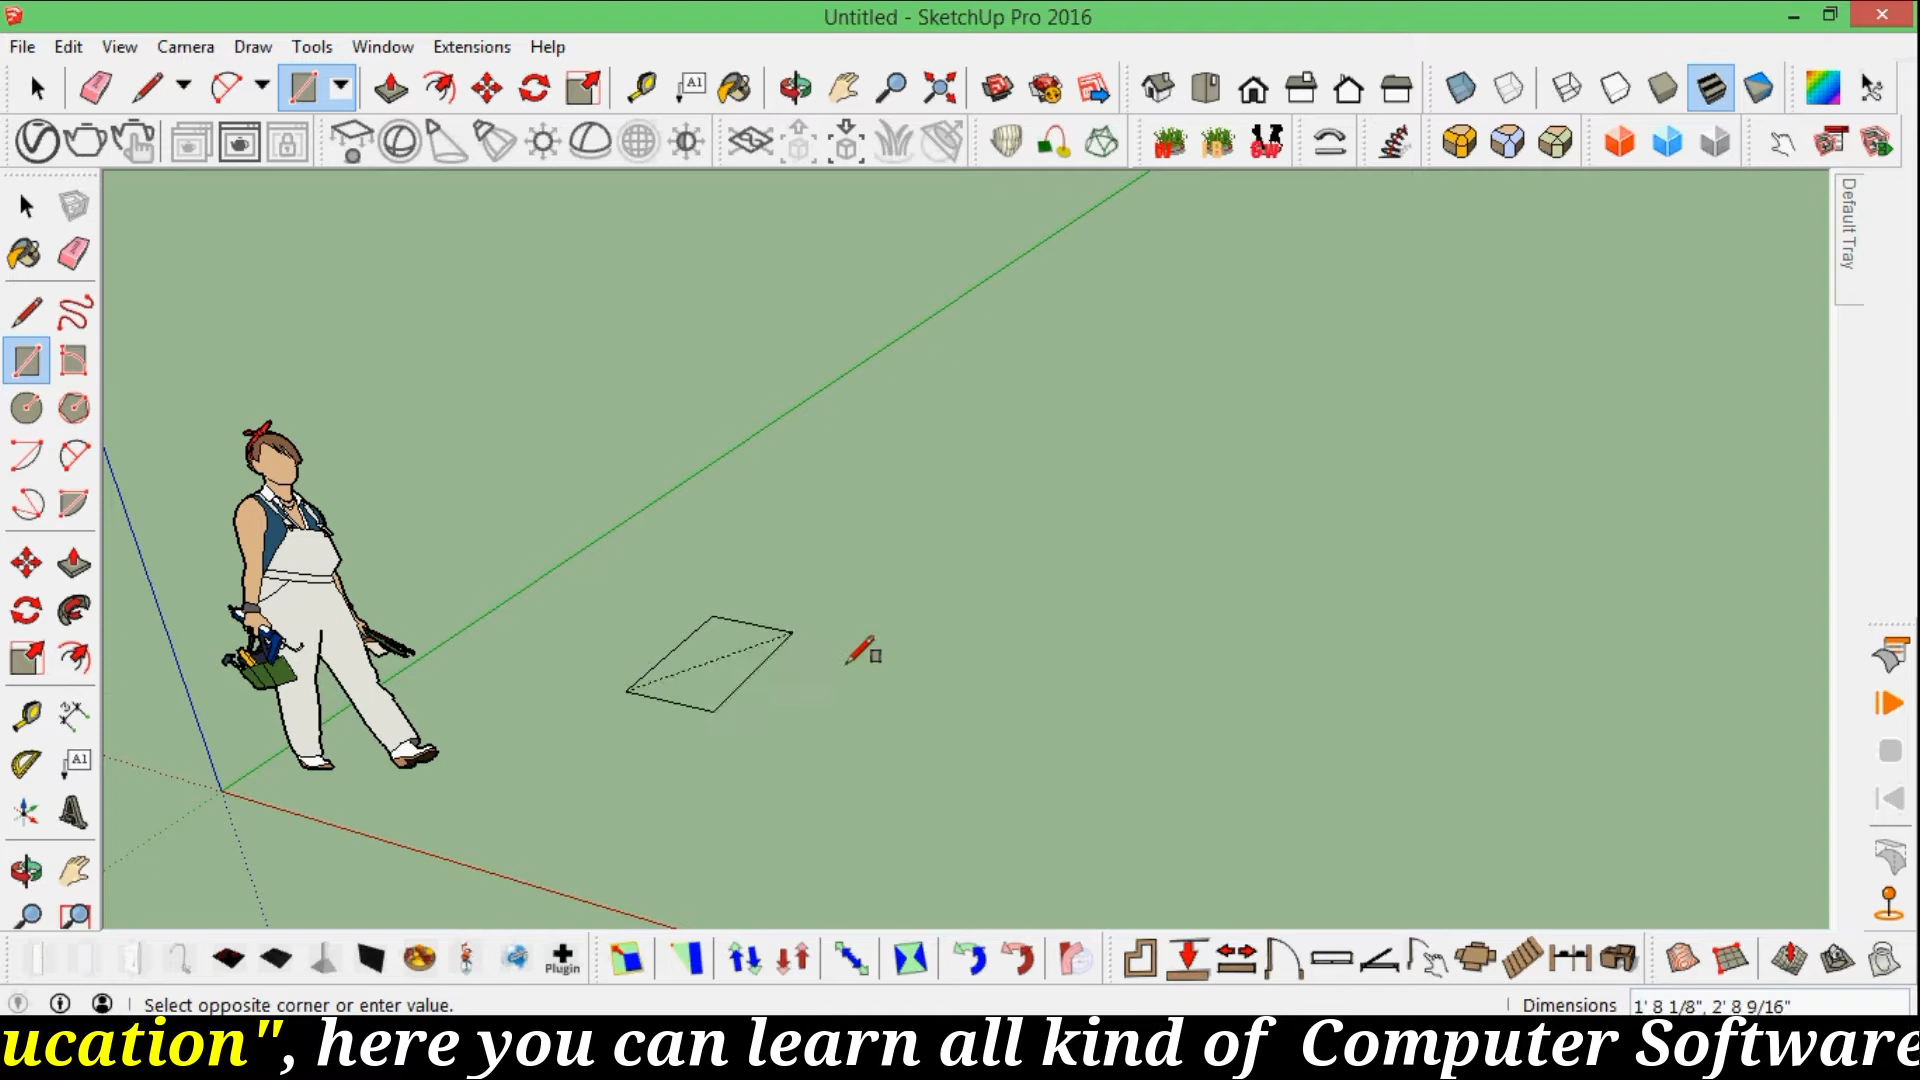 Untitled - SketchUp Pro 2016
File Edit View Camera Draw Tools Window Extensions Help
A1
Default Tray
A1
Plugin
Select opposite corner or enter value.
Dimensions 1' 8 1/8", 2' 8 9/16"
ucation", here you can learn all kind of Computer Software